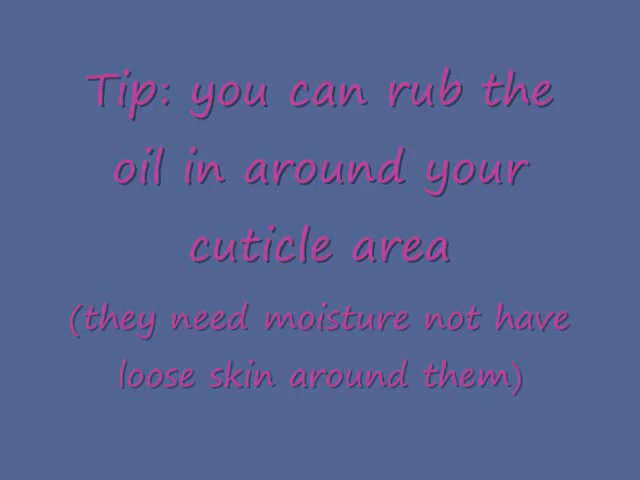 Tip: you can rub the
oil in around your
cuticle area
(they need moisture not have
loose skin around them)